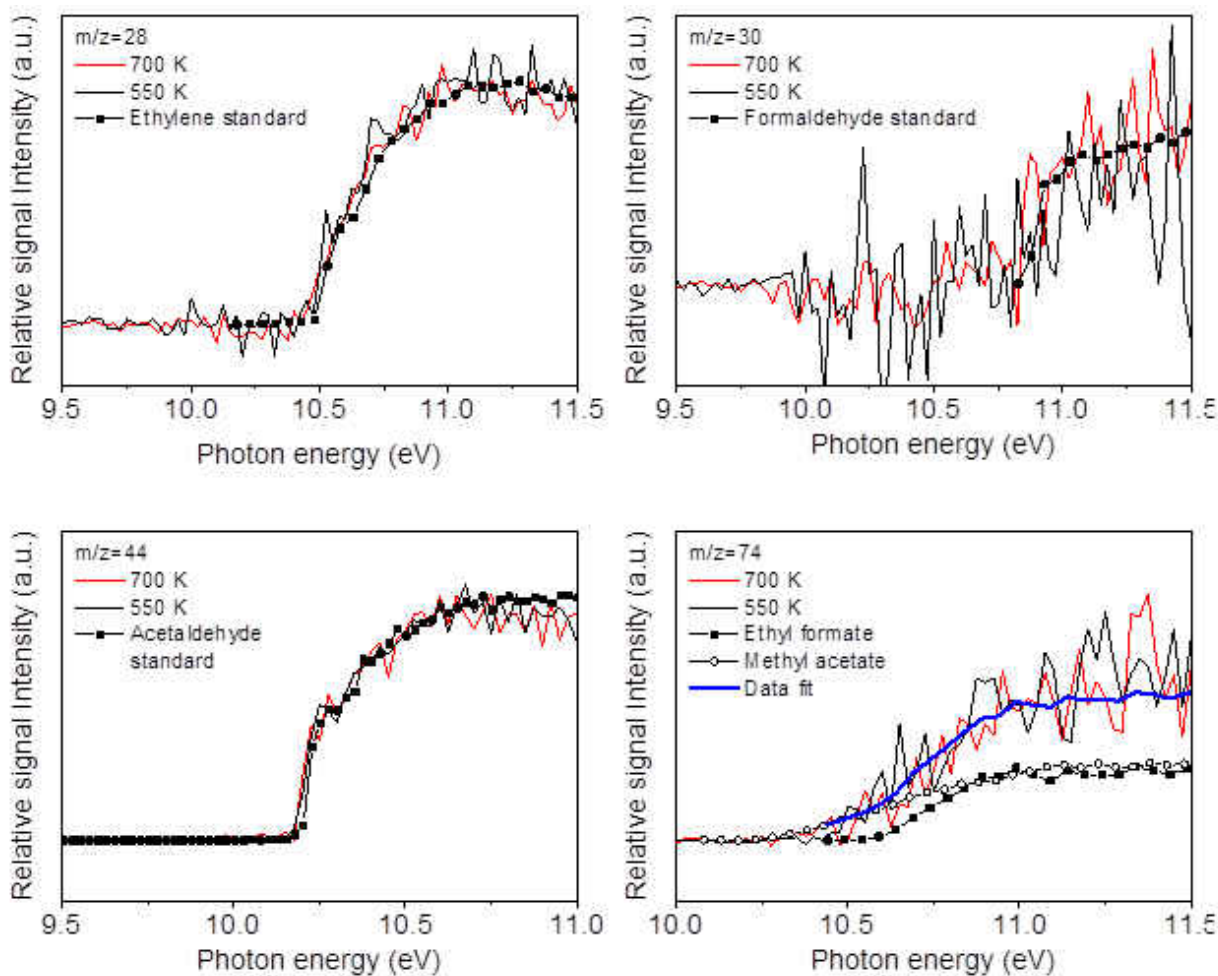 Relative signal Intensity (a.u.)
m/z=28
700 K
550 K
Ethylene standard
9.5 10.0 10.5 11.0 11.5
Photon energy (eV)
Relative signal Intensity (a.u.)
m/z=30
700 K
550 K
Formaldehyde standard
9.5 10.0 10.5 11.0 11.5
Photon energy (eV)
Relative signal Intensity (a.u.)
m/z=44
700 K
550 K
Acetaldehyde
standard
9.5 10.0 10.5 11.0
Photon energy (eV)
Relative signal Intensity (a.u.)
m/z=74
700 K
550 K
Ethyl formate
Methyl acetate
Data fit
10.0 10.5 11.0 11.5
Photon energy (eV)